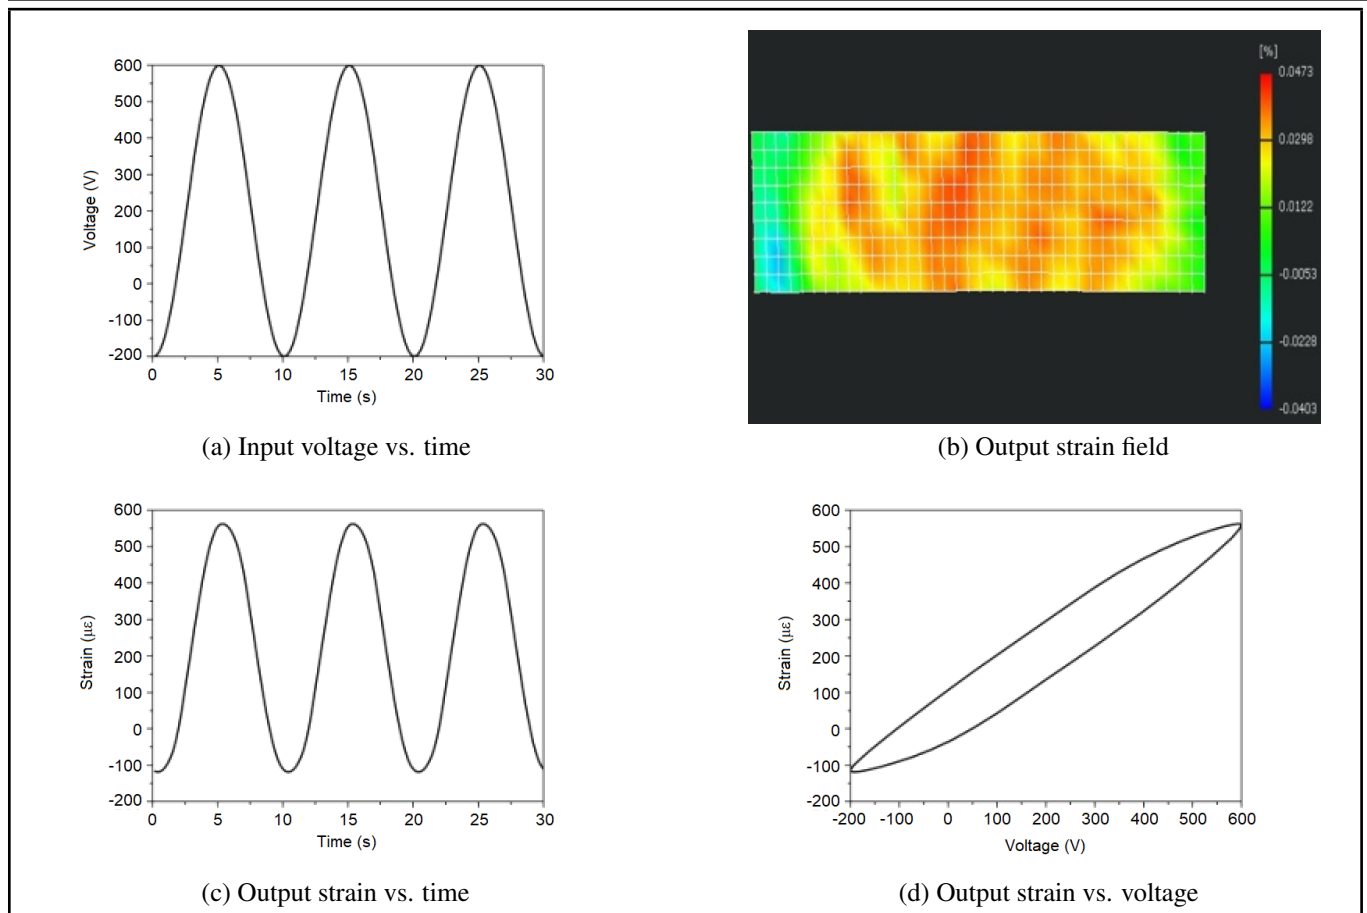 600
500
400
300
200
100
0
-100
-200
Voltage (V)
0 5 10 15 20 25 30
Time (s)
(a) Input voltage vs. time
[%]
0.0473
0.0298
0.0122
-0.0053
-0.0228
-0.0403
(b) Output strain field
600
500
400
300
200
100
0
-100
-200
Strain (με)
0 5 10 15 20 25 30
Time (s)
(c) Output strain vs. time
600
500
400
300
200
100
0
-100
-200
Strain (με)
-200 -100 0 100 200 300 400 500 600
Voltage (V)
(d) Output strain vs. voltage